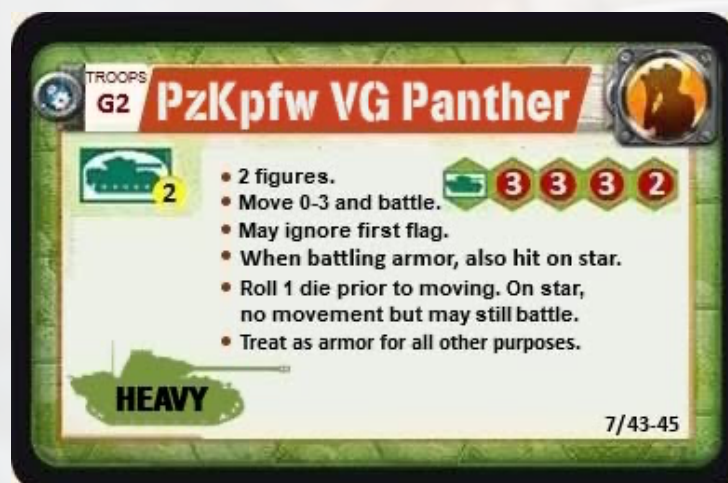 TROOPS
G2
PzKpfw VG Panther
2
3 3 3 2
• 2 figures.
• Move 0-3 and battle.
• May ignore first flag.
• When battling armor, also hit on star.
• Roll 1 die prior to moving. On star,
no movement but may still battle.
• Treat as armor for all other purposes.
HEAVY
7/43-45